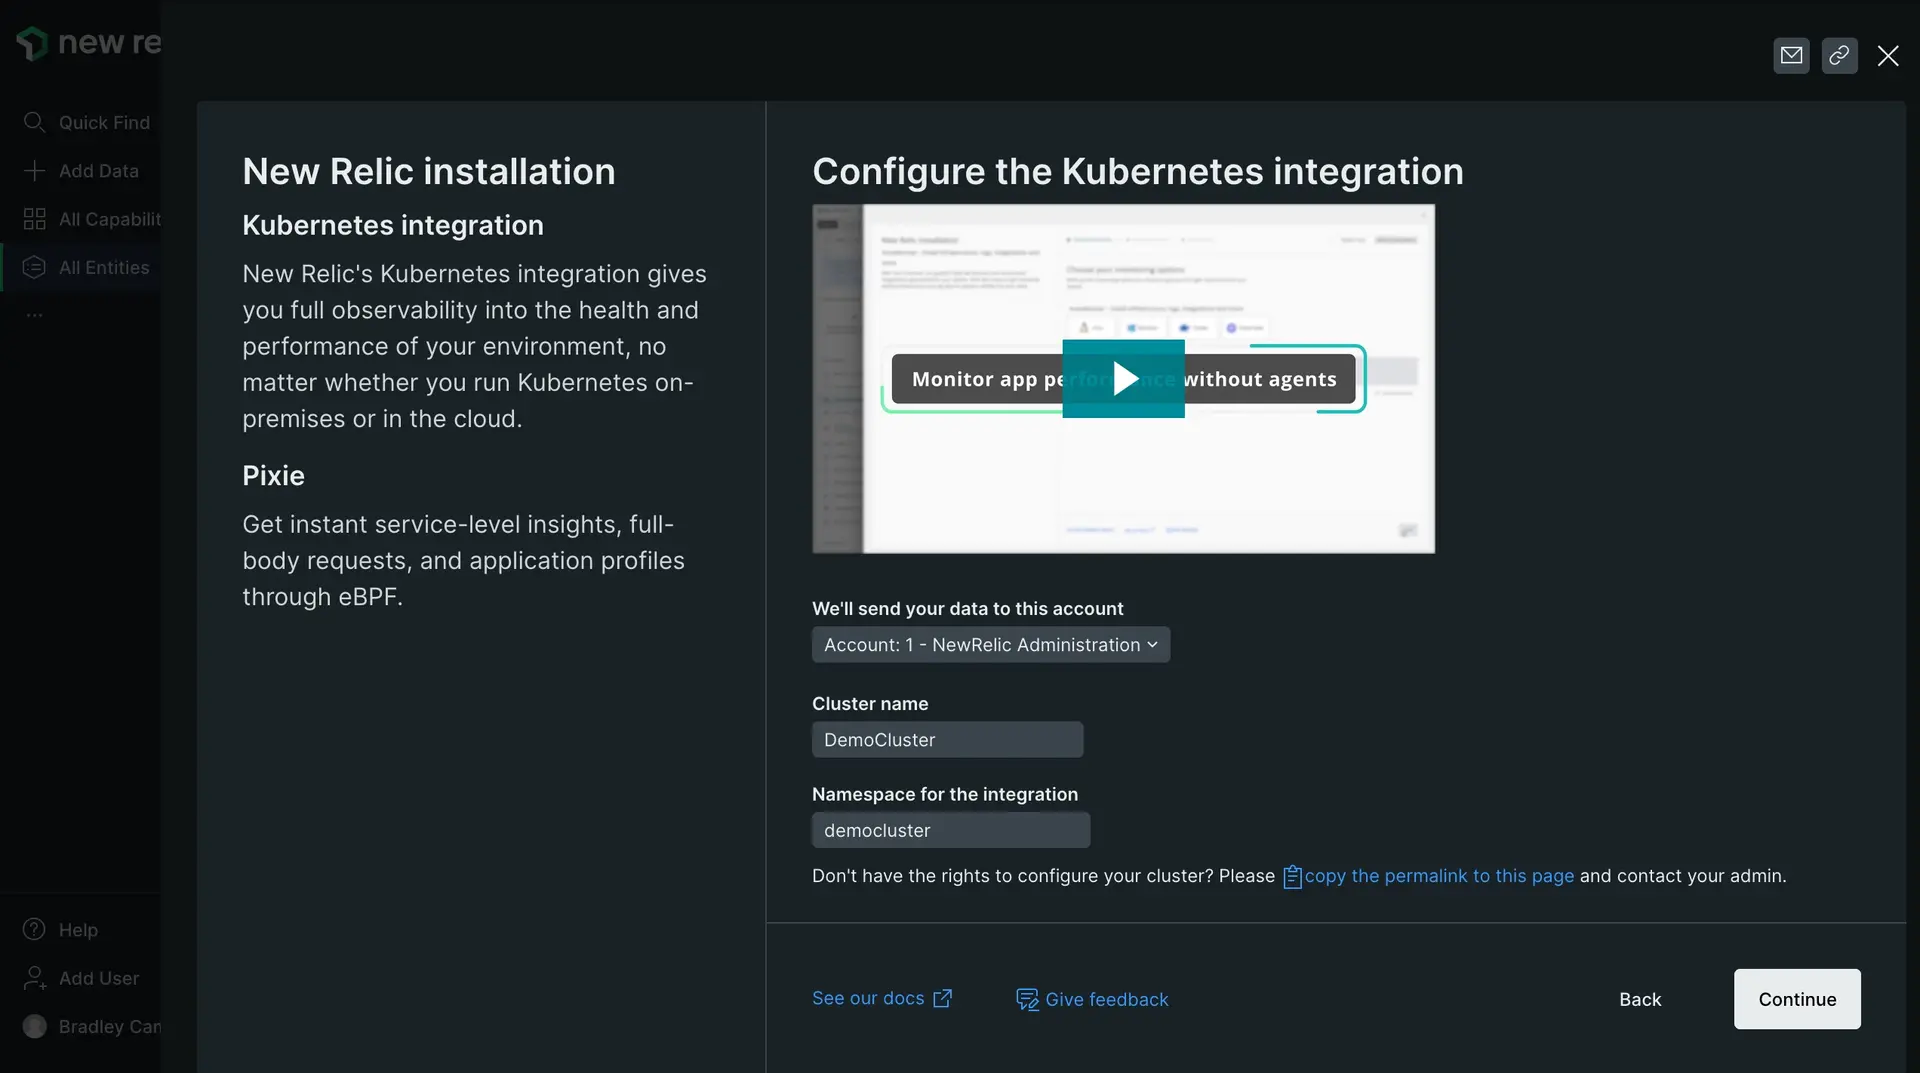 new re
Quick Find
Add Data
All Capabilit
All Entities
...
Help
Add User
Bradley Can
New Relic installation
Kubernetes integration
New Relic's Kubernetes integration gives
you full observability into the health and
performance of your environment, no
matter whether you run Kubernetes on-
premises or in the cloud.
Pixie
Get instant service-level insights, full-
body requests, and application profiles
through eBPF.
Configure the Kubernetes integration
Monitor app performance without agents
We'll send your data to this account
Account: 1 - NewRelic Administration
Cluster name
DemoCluster
Namespace for the integration
democluster
Don't have the rights to configure your cluster? Please copy the permalink to this page and contact your admin.
See our docs
Give feedback
Back
Continue